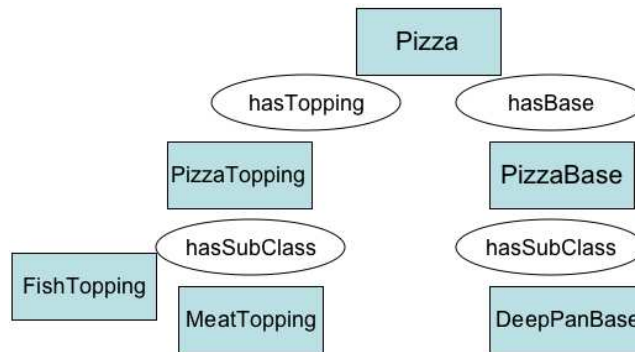 Pizza
hasTopping
hasBase
PizzaTopping
PizzaBase
hasSubClass
hasSubClass
FishTopping
MeatTopping
DeepPanBase